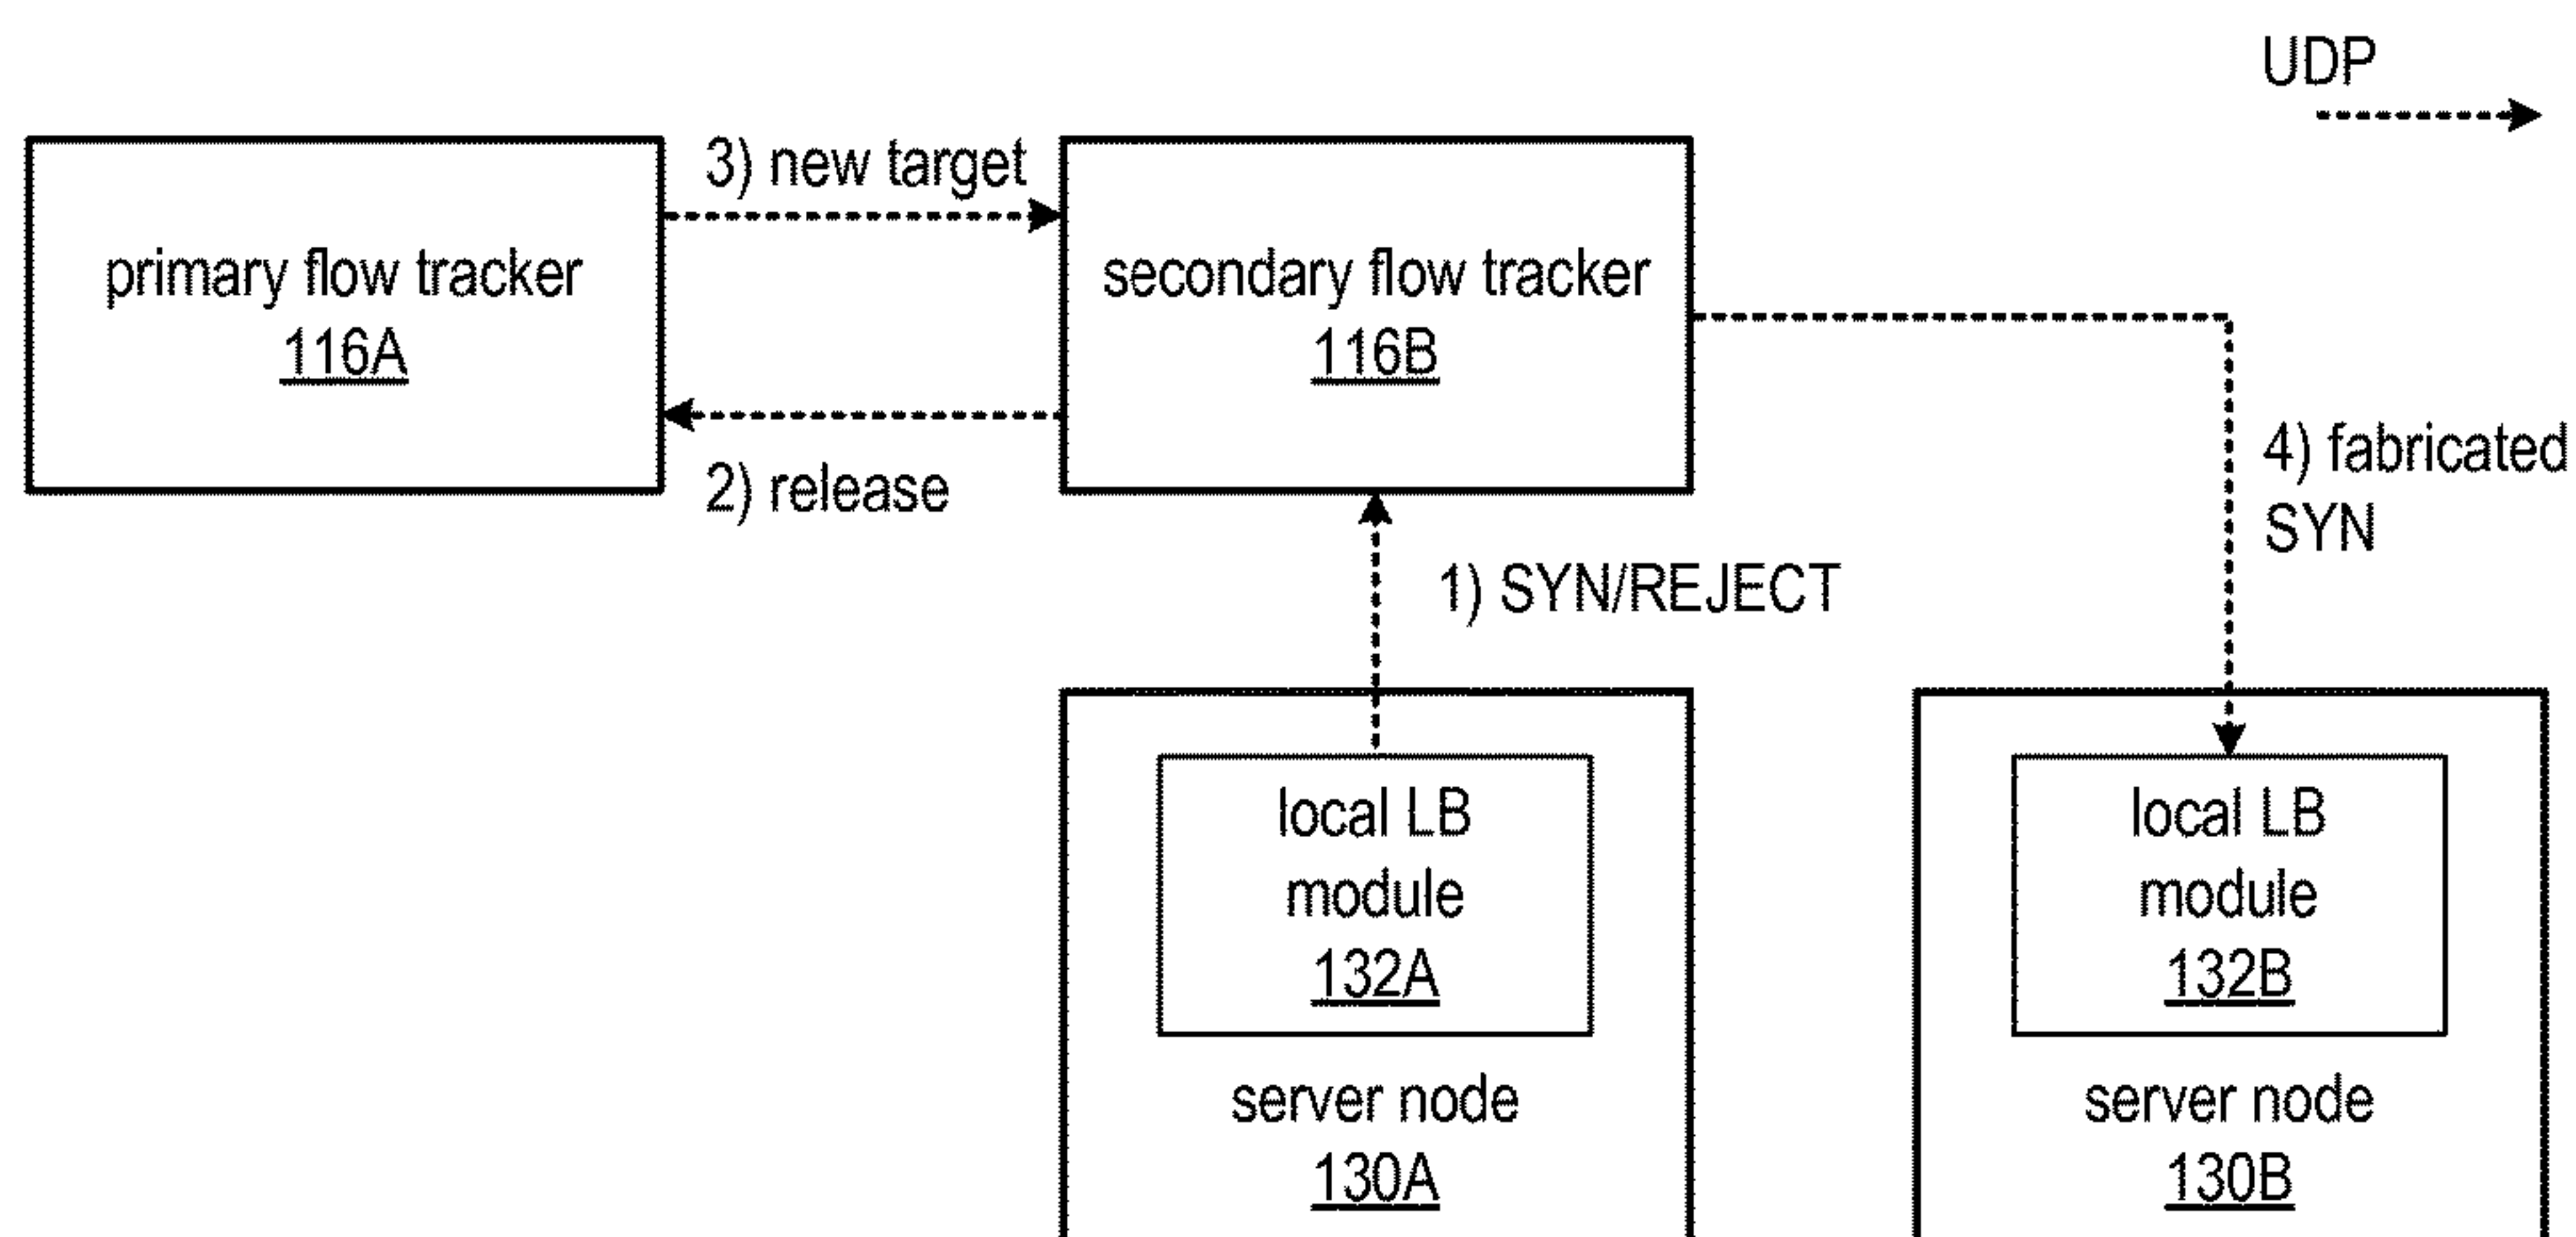 UDP
3) new target
primary flow tracker
116A
secondary flow tracker
116B
2) release
4) fabricated
SYN
1) SYN/REJECT
local LB
module
132A
server node
130A
local LB
module
132B
server node
130B